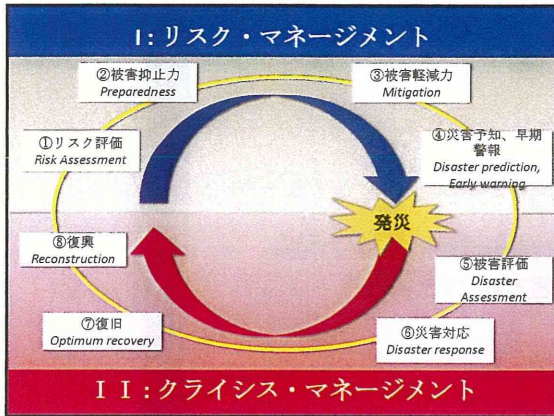 I:リスク・マネージメント
②被害抑止力
Preparedness
③被害軽減力
Mitigation
①リスク評価
Risk Assessment
④災害予知、早期
警報
Disaster prediction,
Early warning
発災
⑧復興
Reconstruction
⑤被害評価
Disaster
Assessment
⑦復旧
Optimum recovery
⑥災害対応
Disaster response
II:クライシス・マネージメント